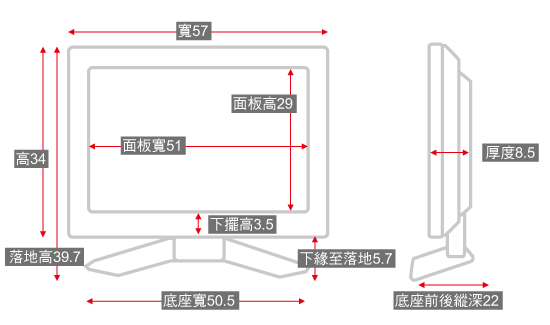 寬57
面板高29
面板寬51
高34
厚度8.5
下擺高3.5
落地高39.7
下緣至落地5.7
底座寬50.5
底座前後縱深22